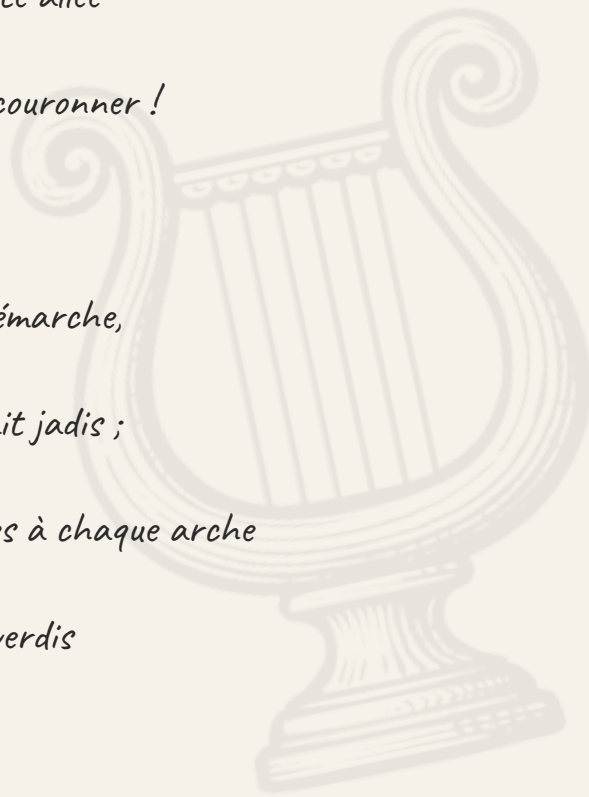 couronner !
émarche,
it jadis ;
s à chaque arche
verdis